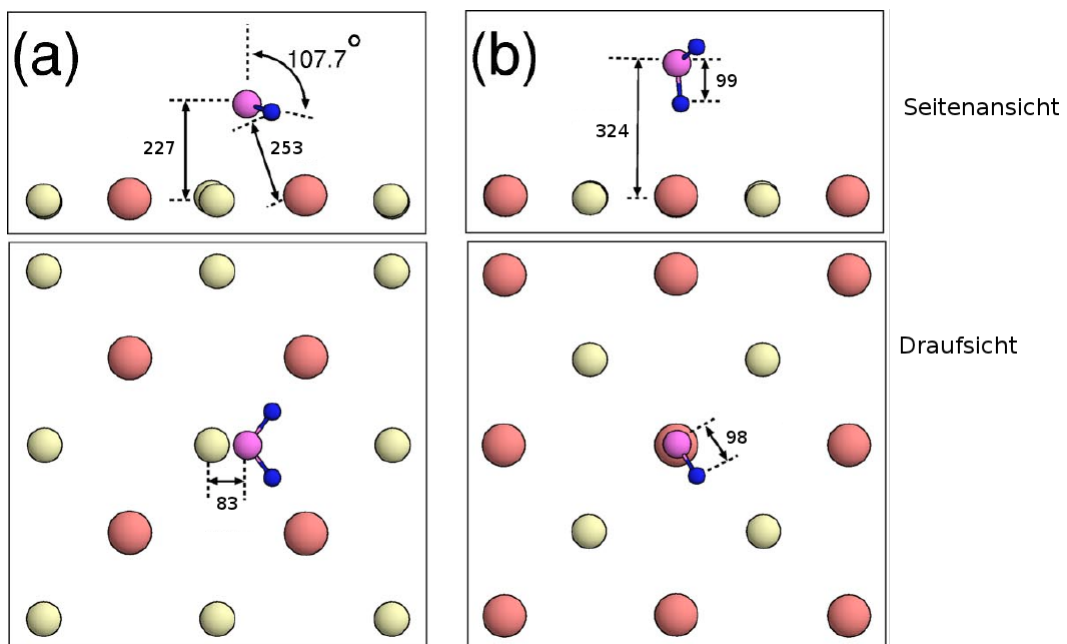 (a)
107.7°
227
253
(b)
99
324
Seitenansicht
83
98
Draufsicht